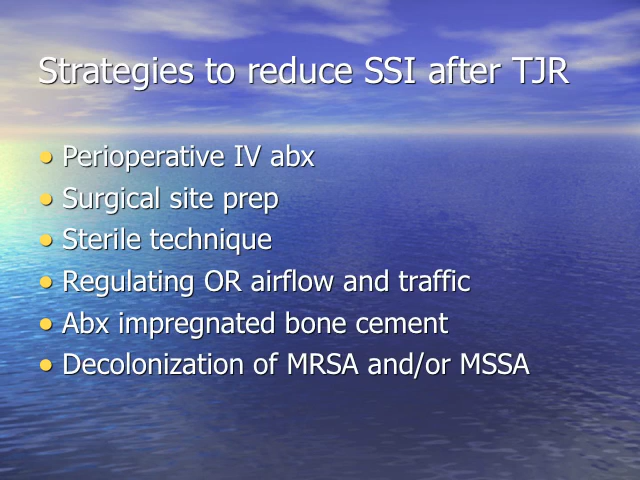 Strategies to reduce SSI after TJR
• Perioperative IV abx
• Surgical site prep
• Sterile technique
• Regulating OR airflow and traffic
• Abx impregnated bone cement
• Decolonization of MRSA and/or MSSA